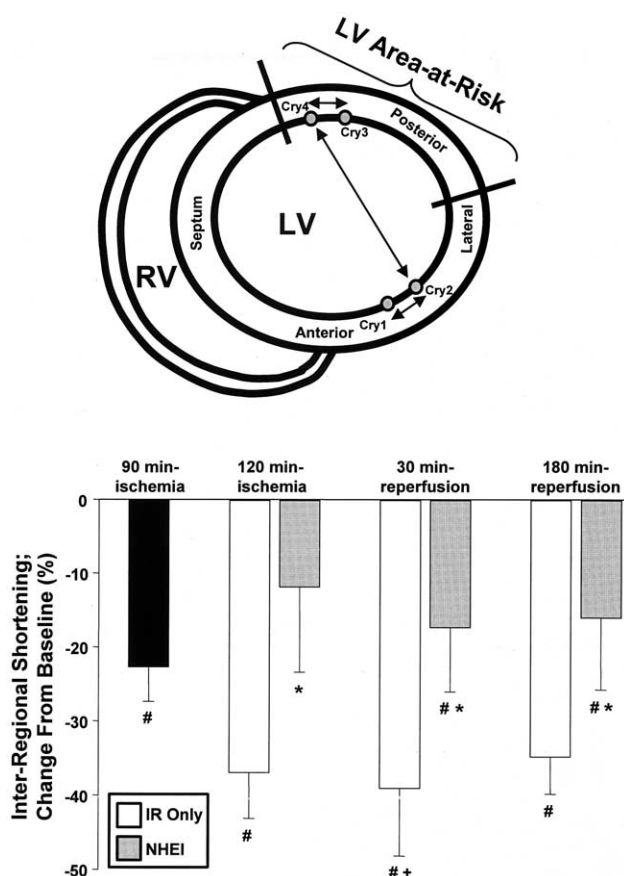 LV Area-at-Risk
Cry4
Cry3
Posterior
Septum
LV
Lateral
RV
Cry2
Cry1
Anterior
90 min-
ischemia
120 min-
ischemia
30 min-
reperfusion
180 min-
reperfusion
Inter-Regional Shortening;
Change From Baseline (%)
0
-10
-20
-30
-40
-50
#
#
*
# +
# *
#
# *
IR Only
NHEI